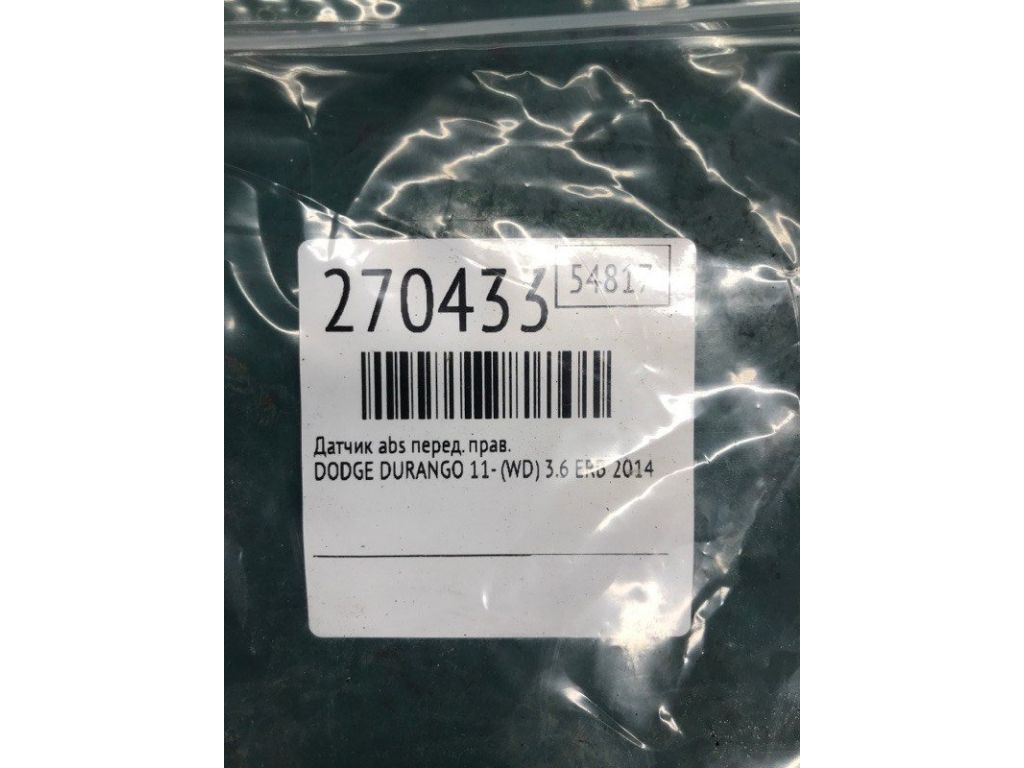 270433 54817
Датчик abs перед. прав.
DODGE DURANGO 11- (WD) 3.6 ERB 2014